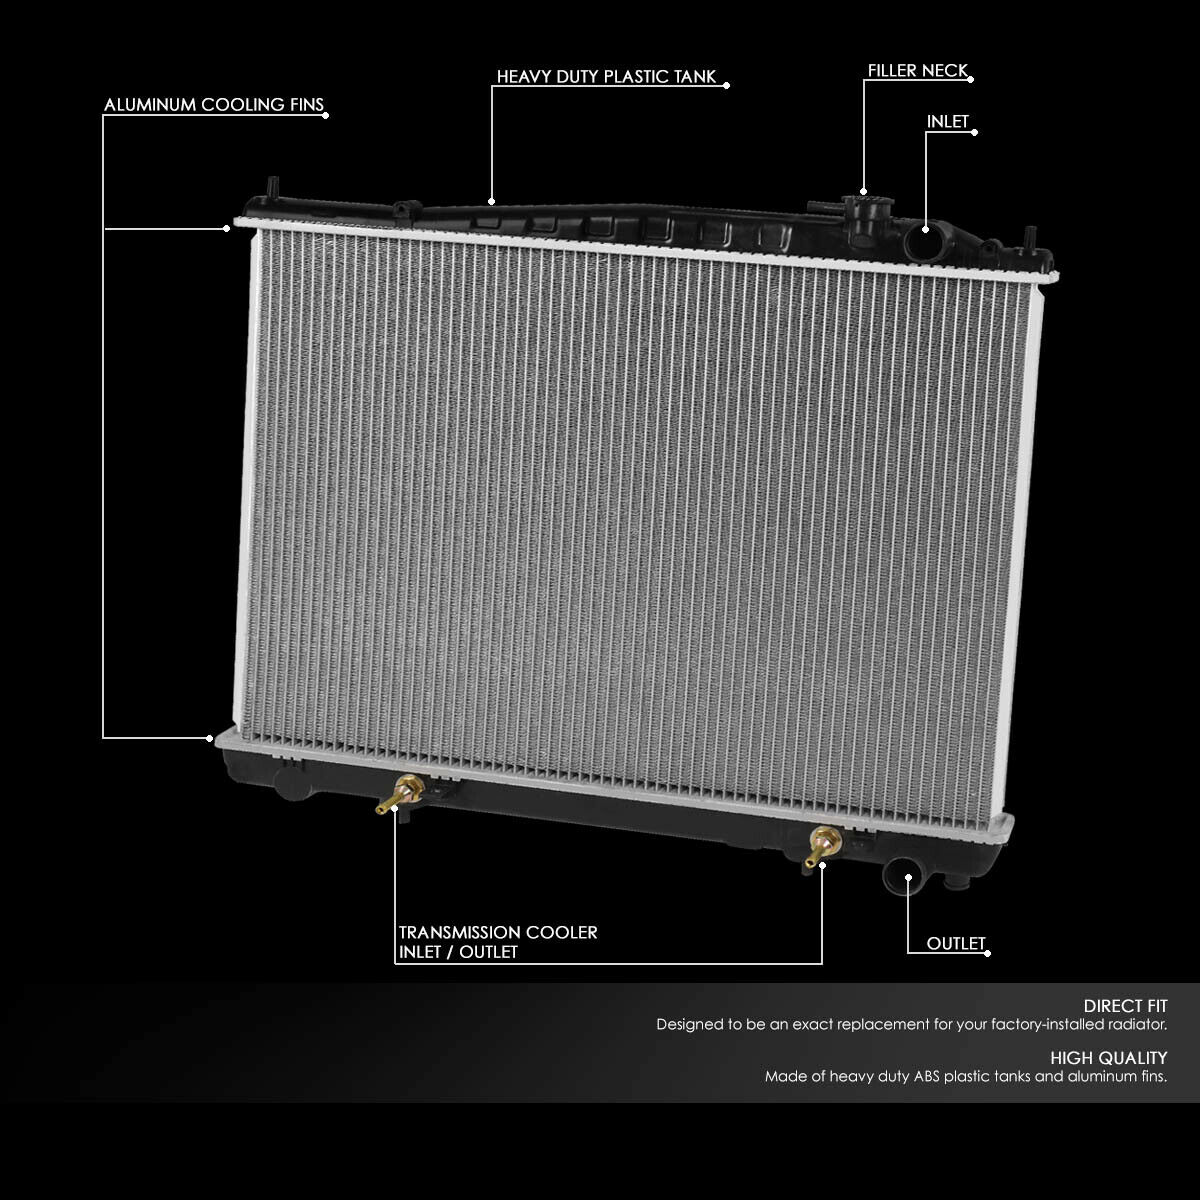 HEAVY DUTY PLASTIC TANK
FILLER NECK
ALUMINUM COOLING FINS
INLET
TRANSMISSION COOLER
INLET / OUTLET
OUTLET
DIRECT FIT
Designed to be an exact replacement for your factory-installed radiator.
HIGH QUALITY
Made of heavy duty ABS plastic tanks and aluminum fins.